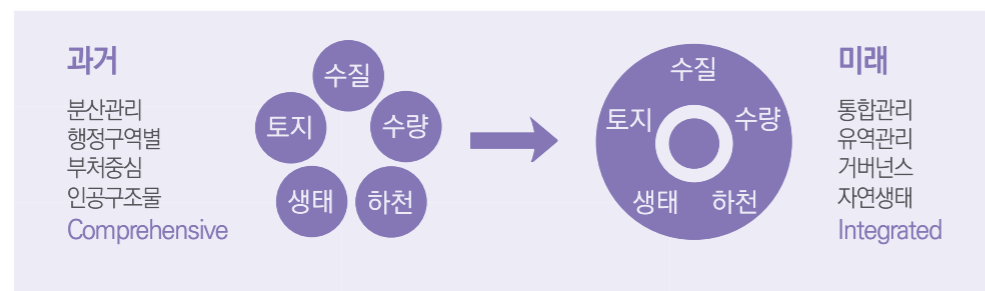 과거
분산관리
행정구역별
부처중심
인공구조물
Comprehensive
수질
토지
수량
생태
하천
수질
토지
수량
생태
하천
미래
통합관리
유역관리
거버넌스
자연생태
Integrated